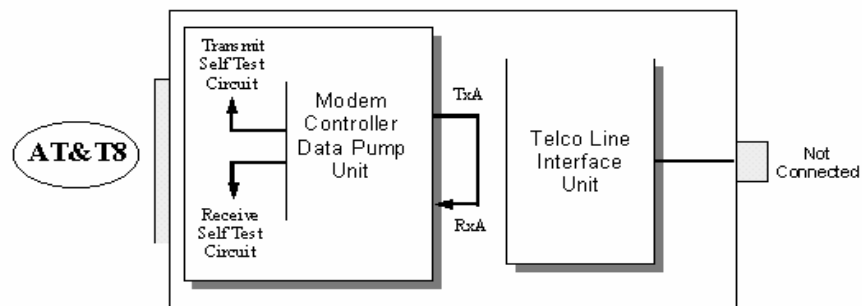 AT&T8
Transmit
Self Test
Circuit
Receive
Self Test
Circuit
Modem
Controller
Data Pump
Unit
TxA
RxA
Telco Line
Interface
Unit
Not
Connected